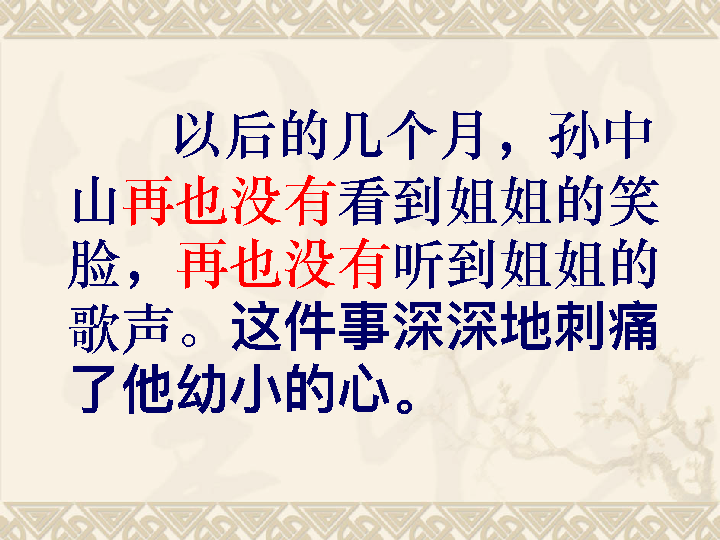 以后的几个月，孙中
山再也没有看到姐姐的笑
脸，再也没有听到姐姐的
歌声。这件事深深地刺痛
了他幼小的心。